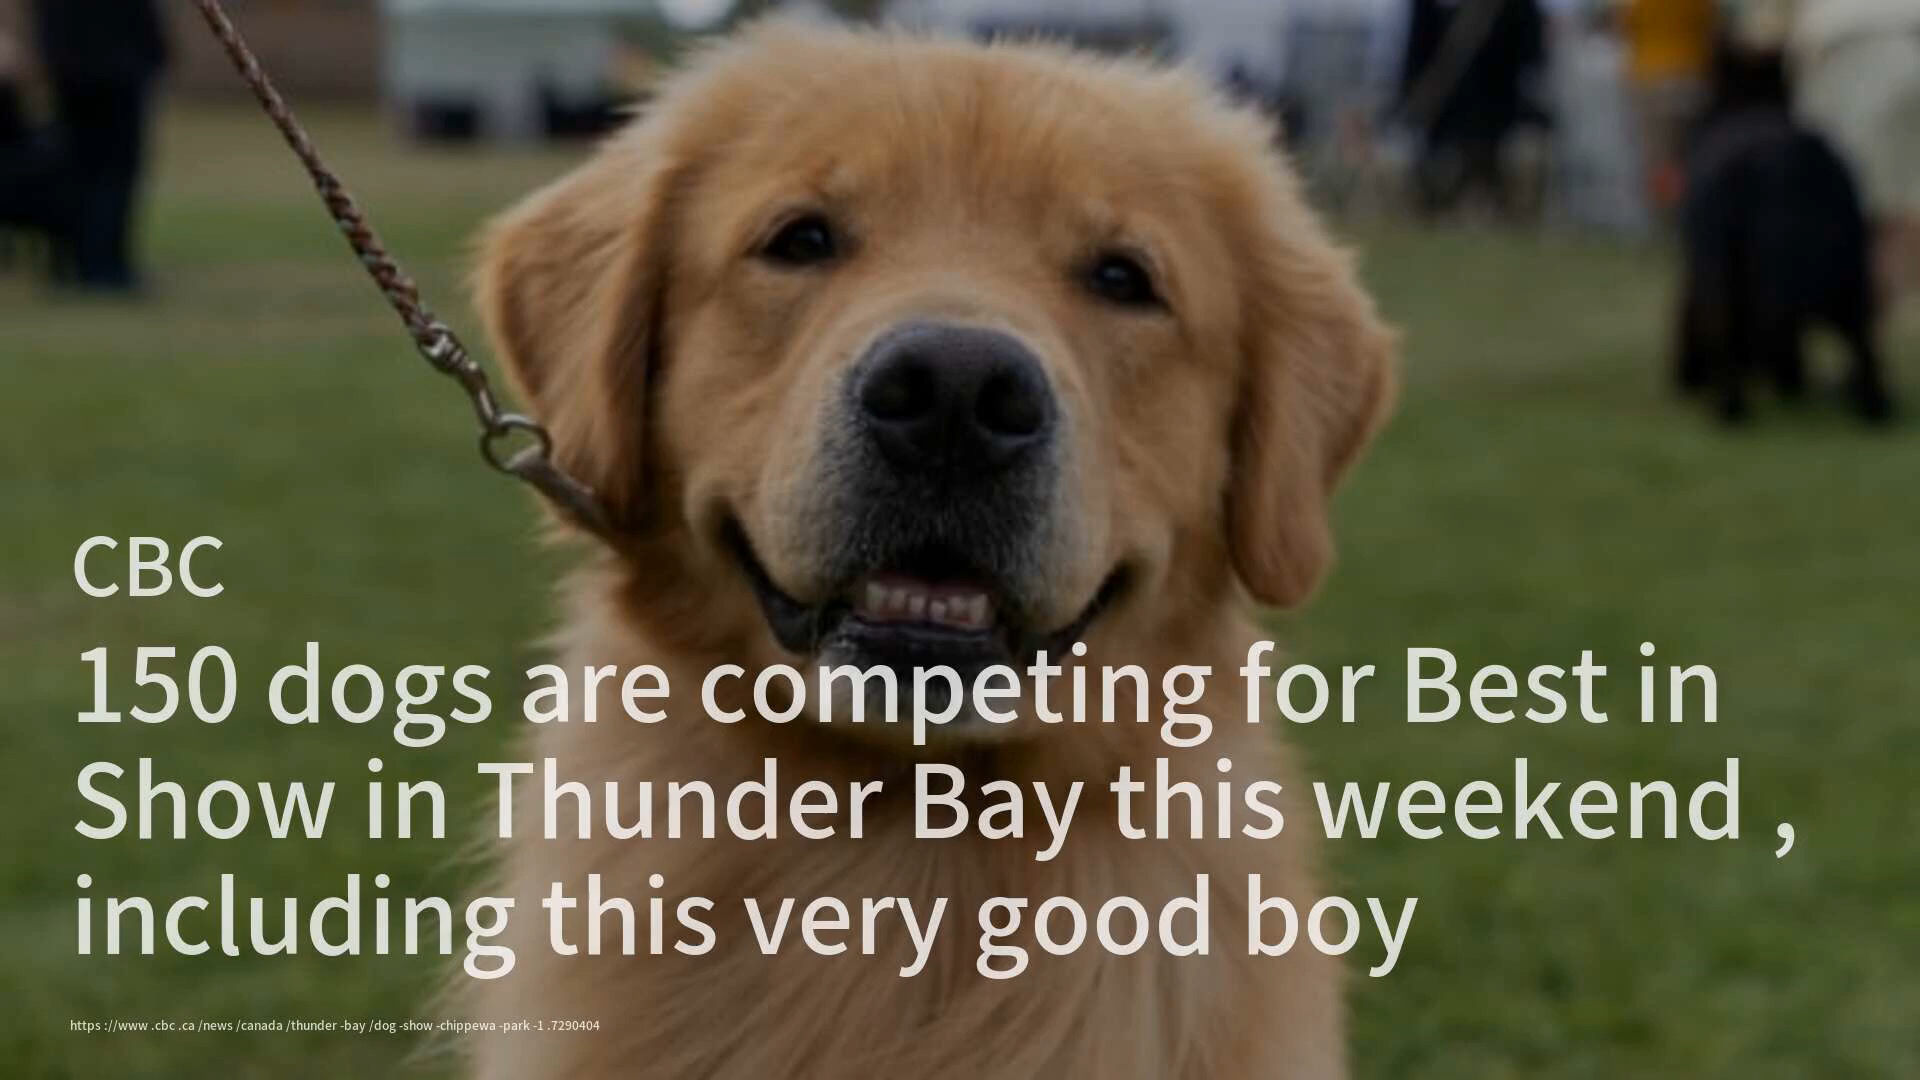 CBC
150 dogs are competing for Best in
Show in Thunder Bay this weekend ,
including this very good boy
https ://www .cbc .ca /news /canada /thunder -bay /dog -show -chippewa -park -1 .7290404